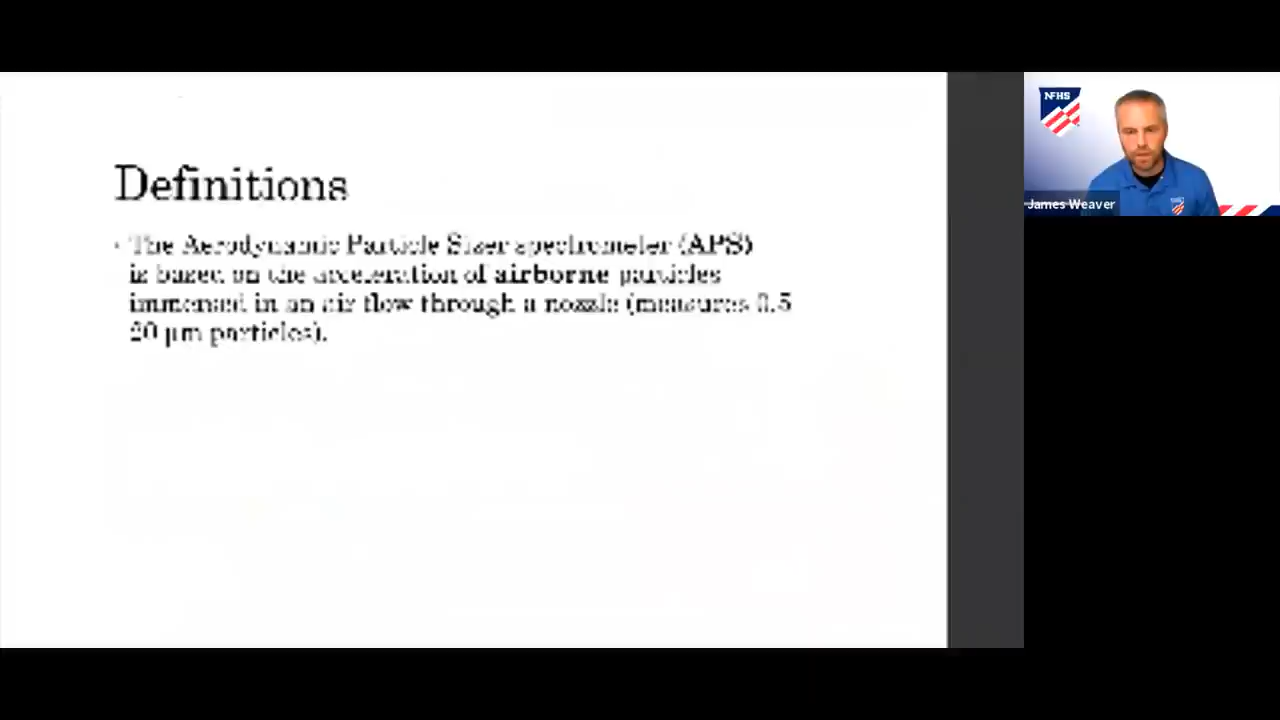 Definitions
The Aerodynamic Particle Sizer spectrometer (APS)
is based on the acceleration of airborne particles
immersed in an air flow through a nozzle (measures 0.5
20 μm particles).
NFHS
James Weaver